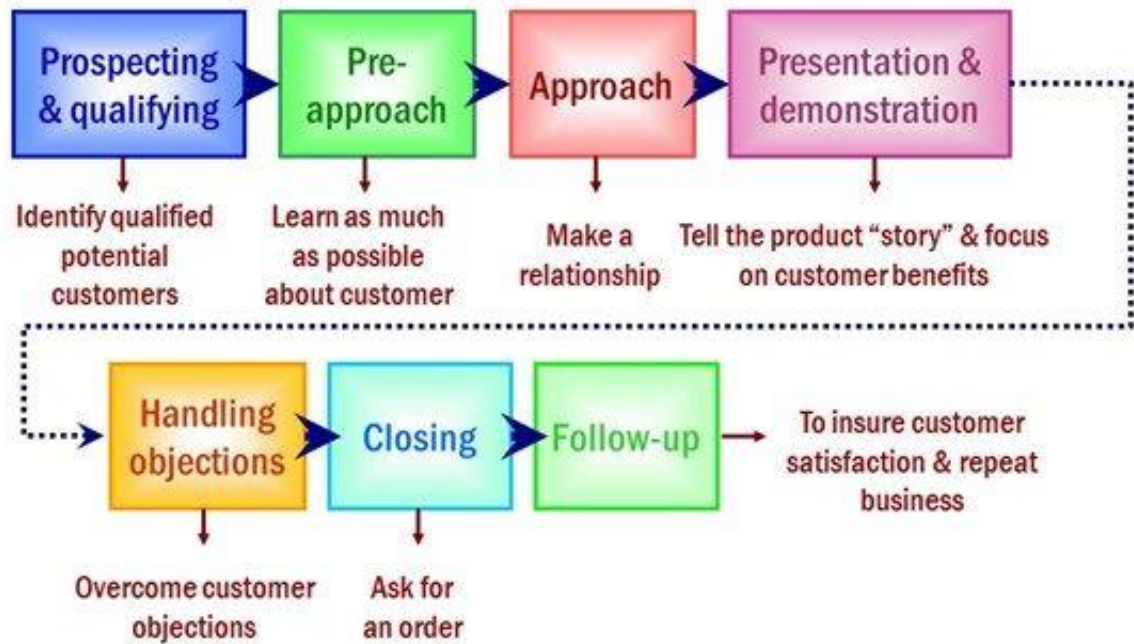 Prospecting
& qualifying
Pre-
approach
Approach
Presentation &
demonstration
Identify qualified
potential
customers
Learn as much
as possible
about customer
Make a
relationship
Tell the product “story” & focus
on customer benefits
Handling
objections
Closing
Follow-up
To insure customer
satisfaction & repeat
business
Overcome customer
objections
Ask for
an order